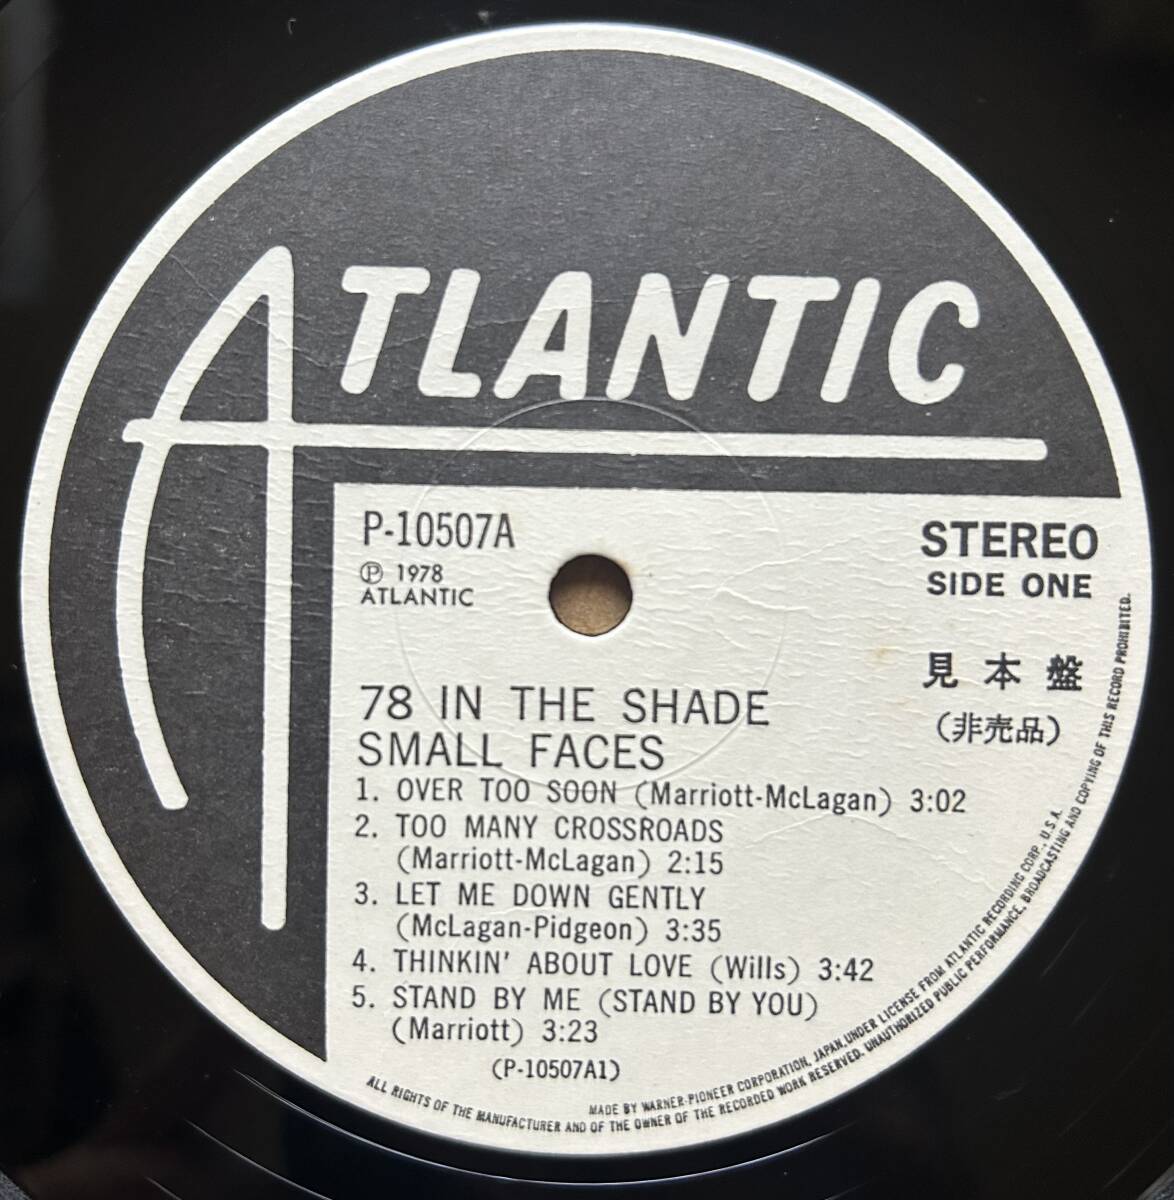 ATLANTIC
P-10507A
℗ 1978
ATLANTIC
STEREO
SIDE ONE
見本盤
(非売品)
78 IN THE SHADE
SMALL FACES
1. OVER TOO SOON (Marriott-McLagan) 3:02
2. TOO MANY CROSSROADS
(Marriott-McLagan) 2:15
3. LET ME DOWN GENTLY
(McLagan-Pidgeon) 3:35
4. THINKIN' ABOUT LOVE (Wills) 3:42
5. STAND BY ME (STAND BY YOU)
(Marriott) 3:23
(P-10507A1)
MADE BY WARNER-PIONEER CORPORATION, JAPAN, UNDER LICENSE FROM ATLANTIC RECORDING CORP., U.S.A.
ALL RIGHTS OF THE MANUFACTURER AND OF THE OWNER OF THE RECORDED WORK RESERVED. UNAUTHORIZED PUBLIC PERFORMANCE, BROADCASTING AND COPYING OF THIS RECORD PROHIBITED.